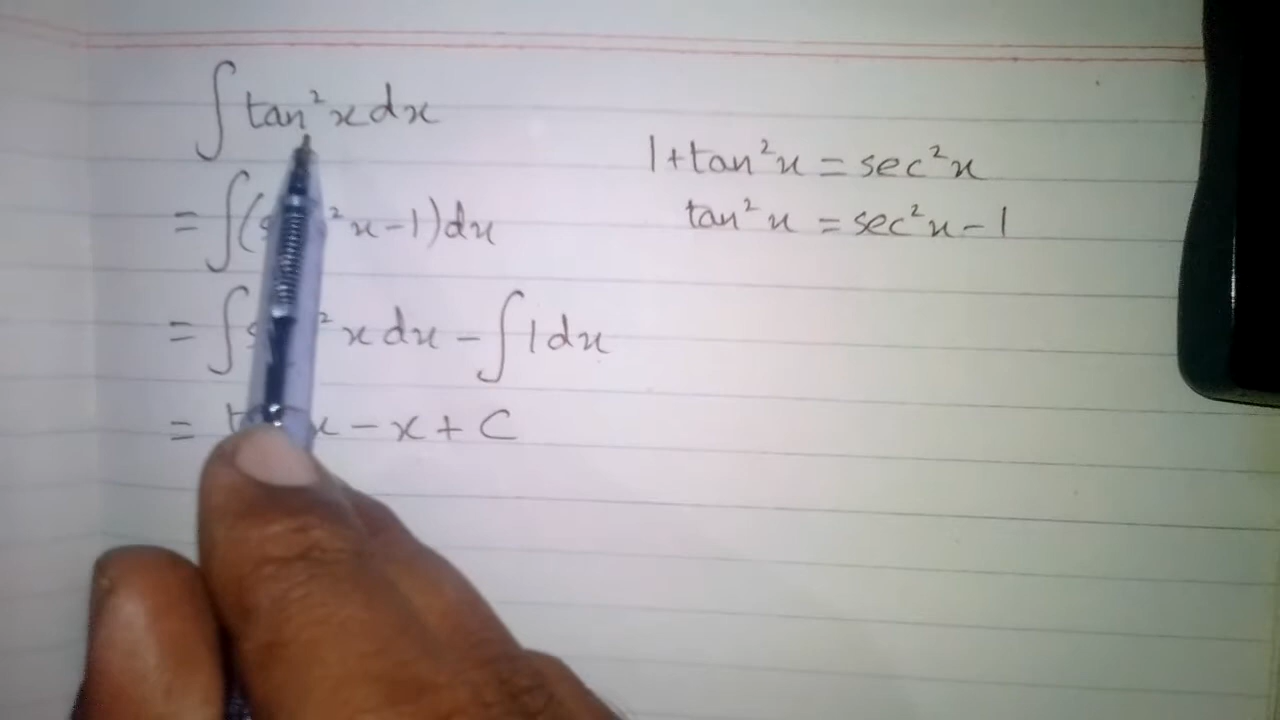 ∫ tan²x dx
= ∫( ²x-1)dx
= ∫ ²x dx - ∫ 1 dx
= x - x + C
1+tan²x = sec²x
tan²x = sec²x - 1